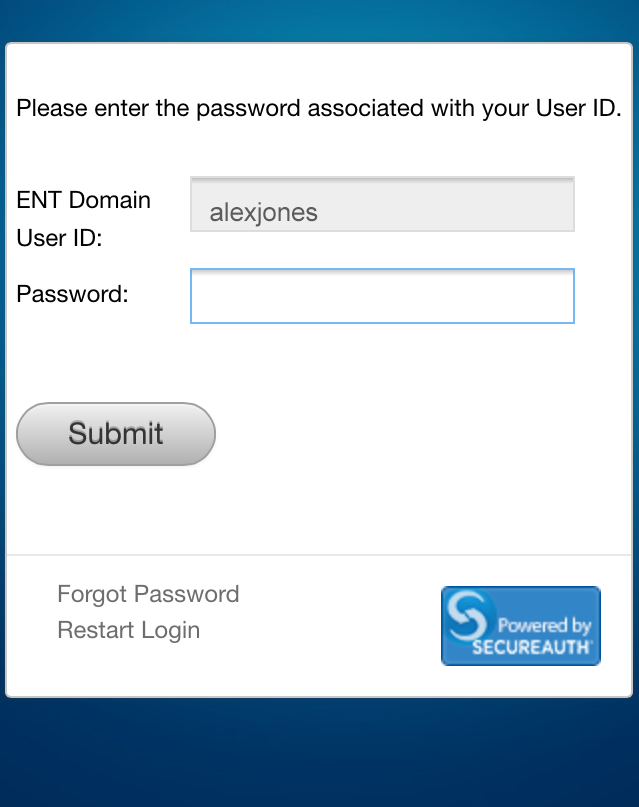 Please enter the password associated with your User ID.
ENT Domain
User ID:
alexjones
Password:
Submit
Forgot Password
Restart Login
Powered by
SECUREAUTH